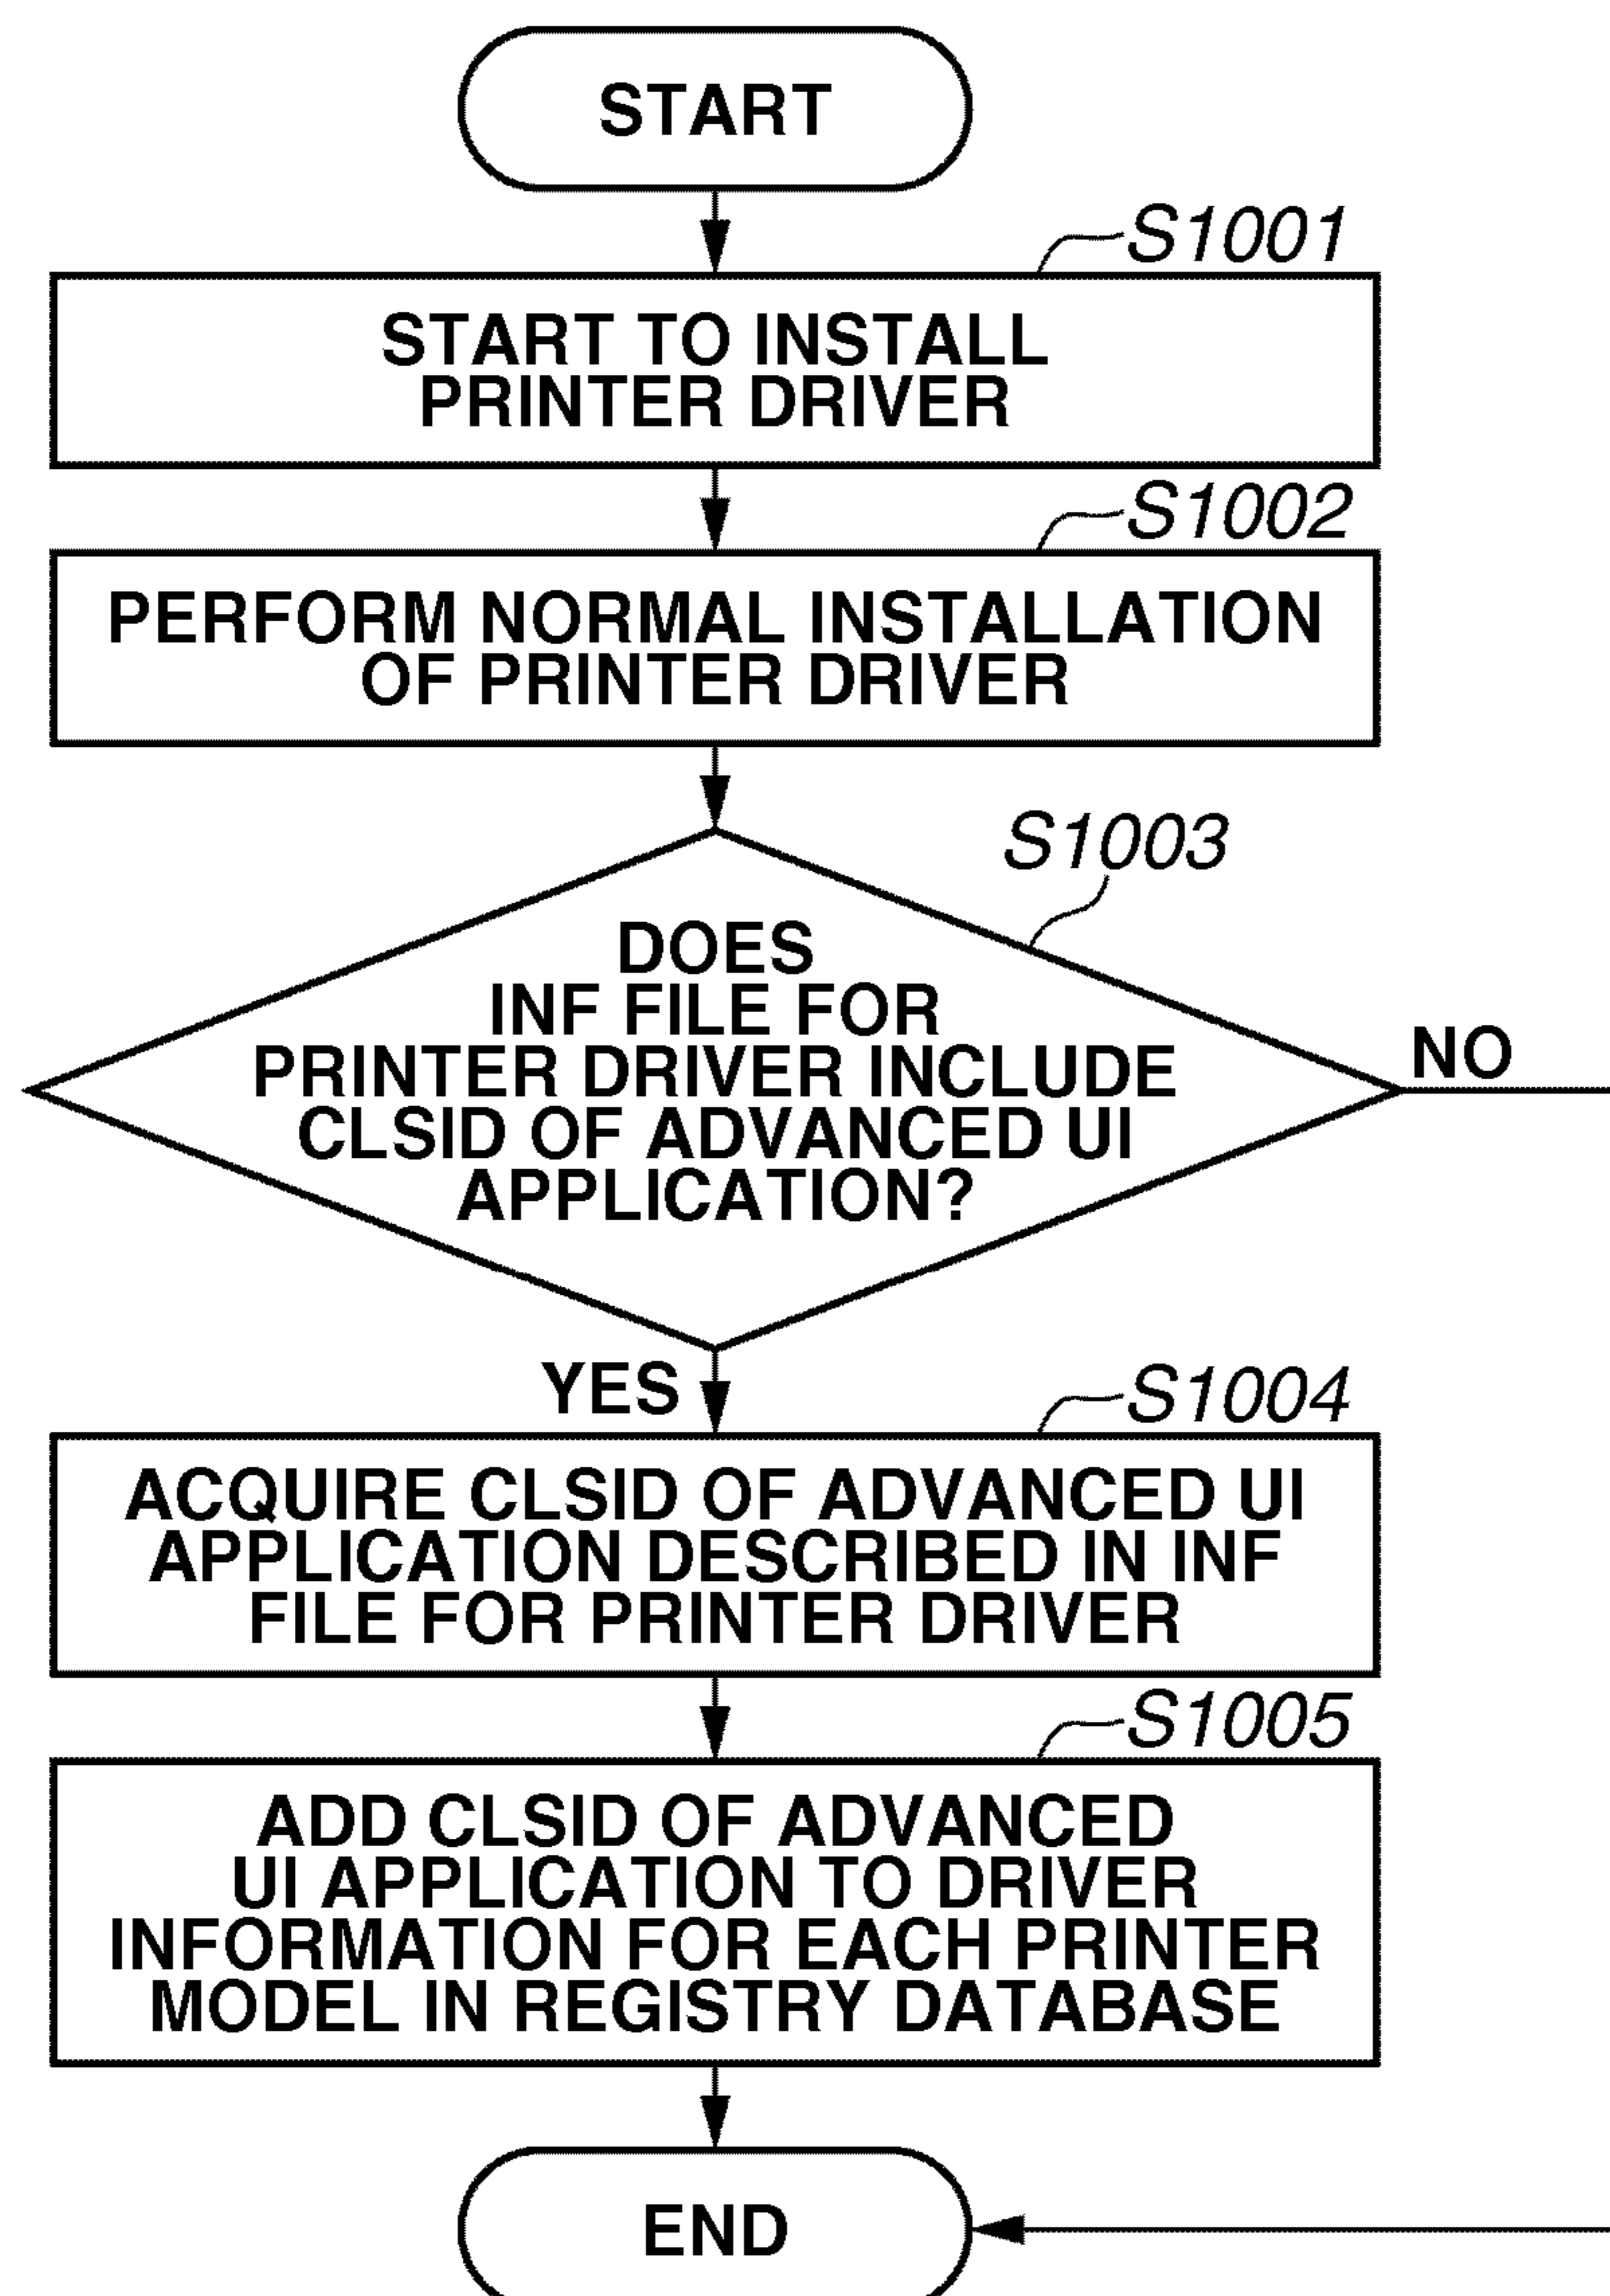 START
S1001
START TO INSTALL
PRINTER DRIVER
S1002
PERFORM NORMAL INSTALLATION
OF PRINTER DRIVER
S1003
DOES
INF FILE FOR
PRINTER DRIVER INCLUDE
CLSID OF ADVANCED UI
APPLICATION?
NO
YES
S1004
ACQUIRE CLSID OF ADVANCED UI
APPLICATION DESCRIBED IN INF
FILE FOR PRINTER DRIVER
S1005
ADD CLSID OF ADVANCED
UI APPLICATION TO DRIVER
INFORMATION FOR EACH PRINTER
MODEL IN REGISTRY DATABASE
END